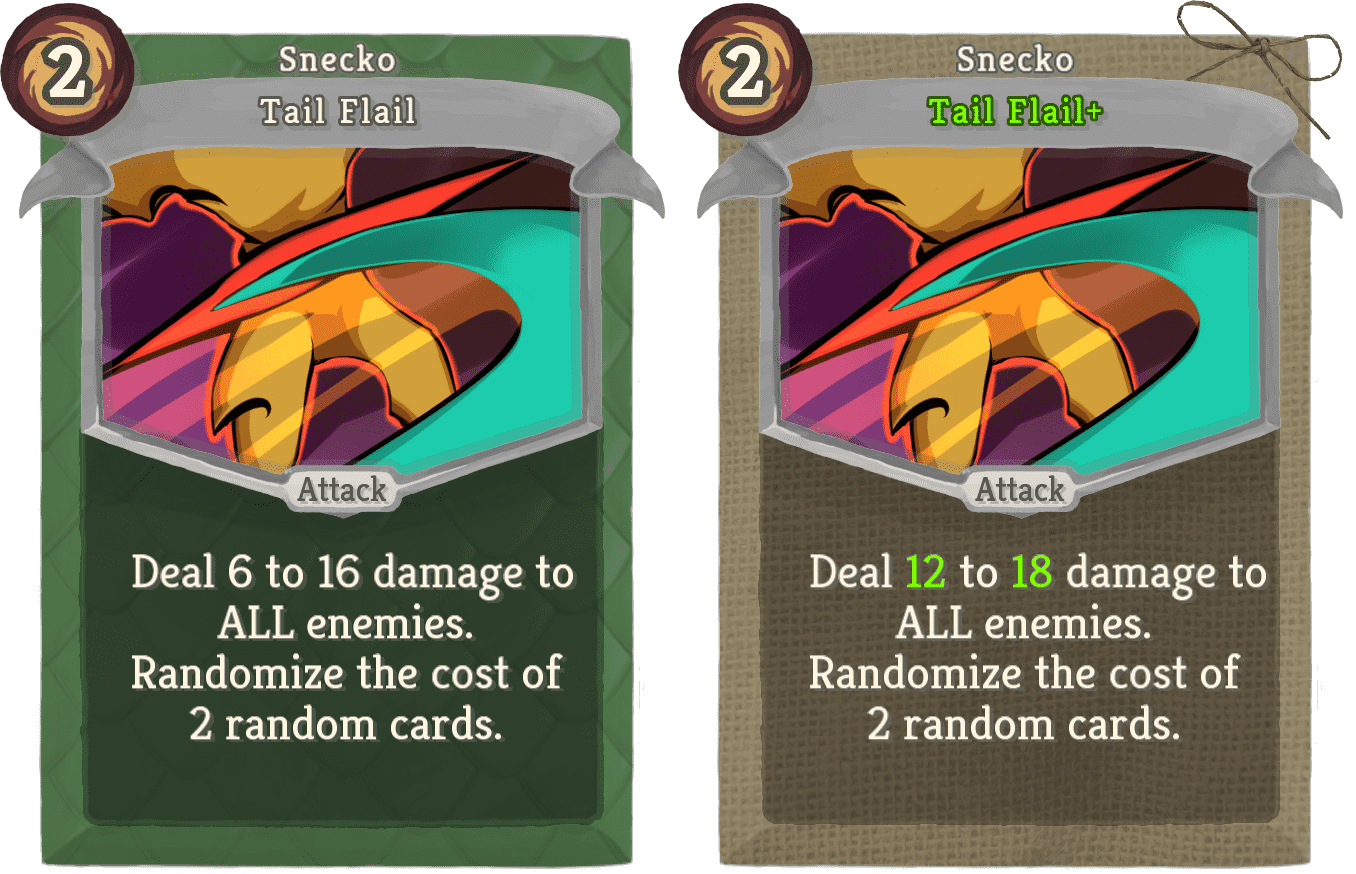 2
Snecko
Tail Flail
Attack
Deal 6 to 16 damage to
ALL enemies.
Randomize the cost of
2 random cards.
2
Snecko
Tail Flail+
Attack
Deal 12 to 18 damage to
ALL enemies.
Randomize the cost of
2 random cards.